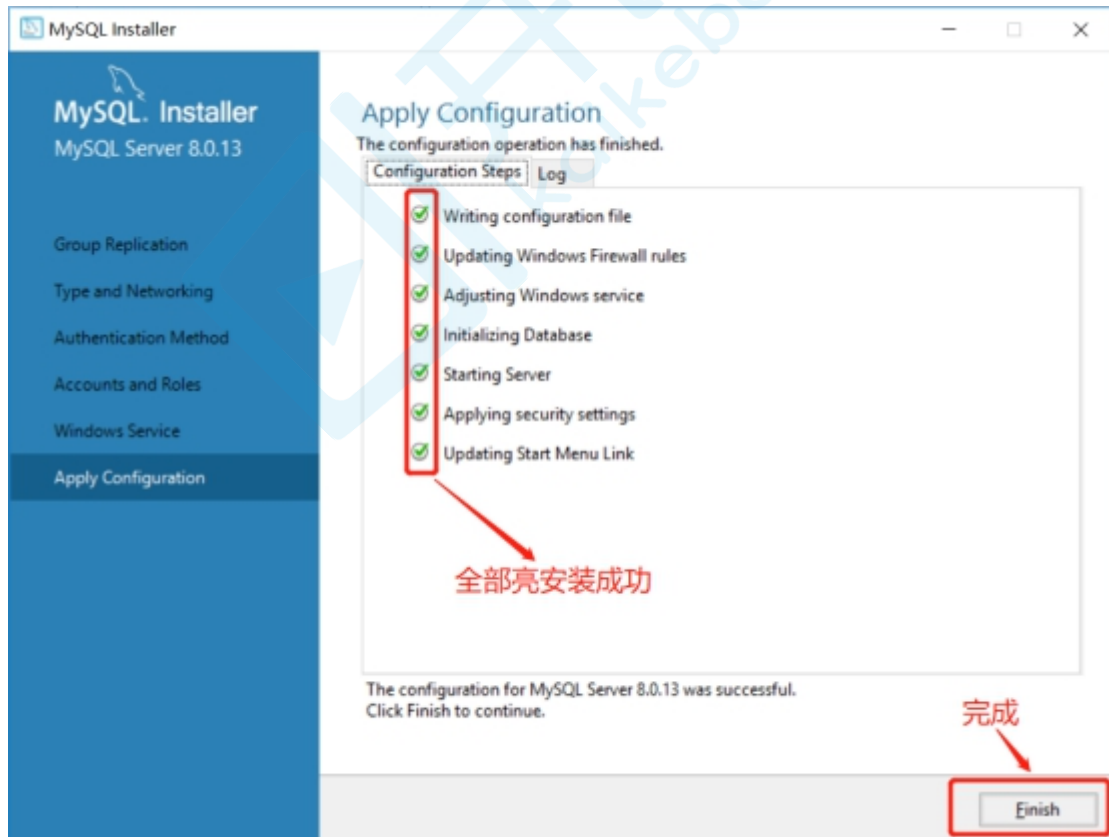 MySQL Installer
MySQL. Installer
MySQL Server 8.0.13
Group Replication
Type and Networking
Authentication Method
Accounts and Roles
Windows Service
Apply Configuration
Apply Configuration
The configuration operation has finished.
Configuration Steps
Log
Writing configuration file
Updating Windows Firewall rules
Adjusting Windows service
Initializing Database
Starting Server
Applying security settings
Updating Start Menu Link
全部亮安装成功
The configuration for MySQL Server 8.0.13 was successful.
Click Finish to continue.
完成
Finish